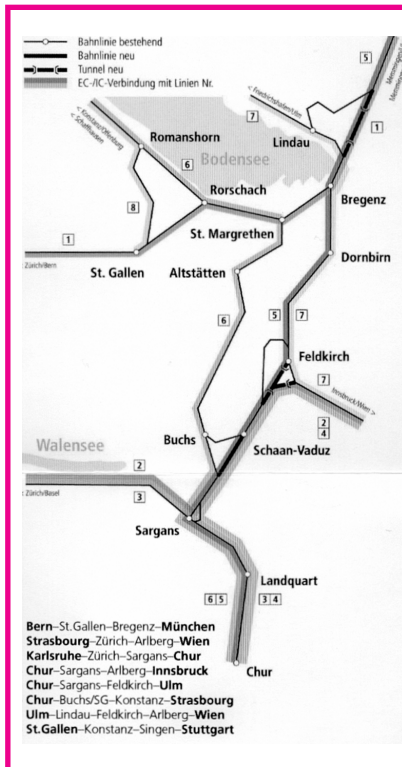 Bahnlinie bestehend
Bahnlinie neu
Tunnel neu
EC-/IC-Verbindung mit Linien Nr.
5
< Friedrichshafen/Ulm
7
1
Lindau
< Konstanz/Offenburg
< Schaffhausen
Romanshorn
6
Bodensee
Rorschach
Bregenz
8
St. Margrethen
1
St. Gallen
Altstätten
Dornbirn
Zürich/Bern
6
5
7
Feldkirch
7
Innsbruck/Wien >
2
4
Buchs
Schaan-Vaduz
Walensee
2
3
Zürich/Basel
Sargans
Landquart
6 5
3 4
Chur
Bern–St.Gallen–Bregenz–München
Strasbourg–Zürich–Arlberg–Wien
Karlsruhe–Zürich–Sargans–Chur
Chur–Sargans–Arlberg–Innsbruck
Chur–Sargans–Feldkirch–Ulm
Chur–Buchs/SG–Konstanz–Strasbourg
Ulm–Lindau–Feldkirch–Arlberg–Wien
St.Gallen–Konstanz–Singen–Stuttgart